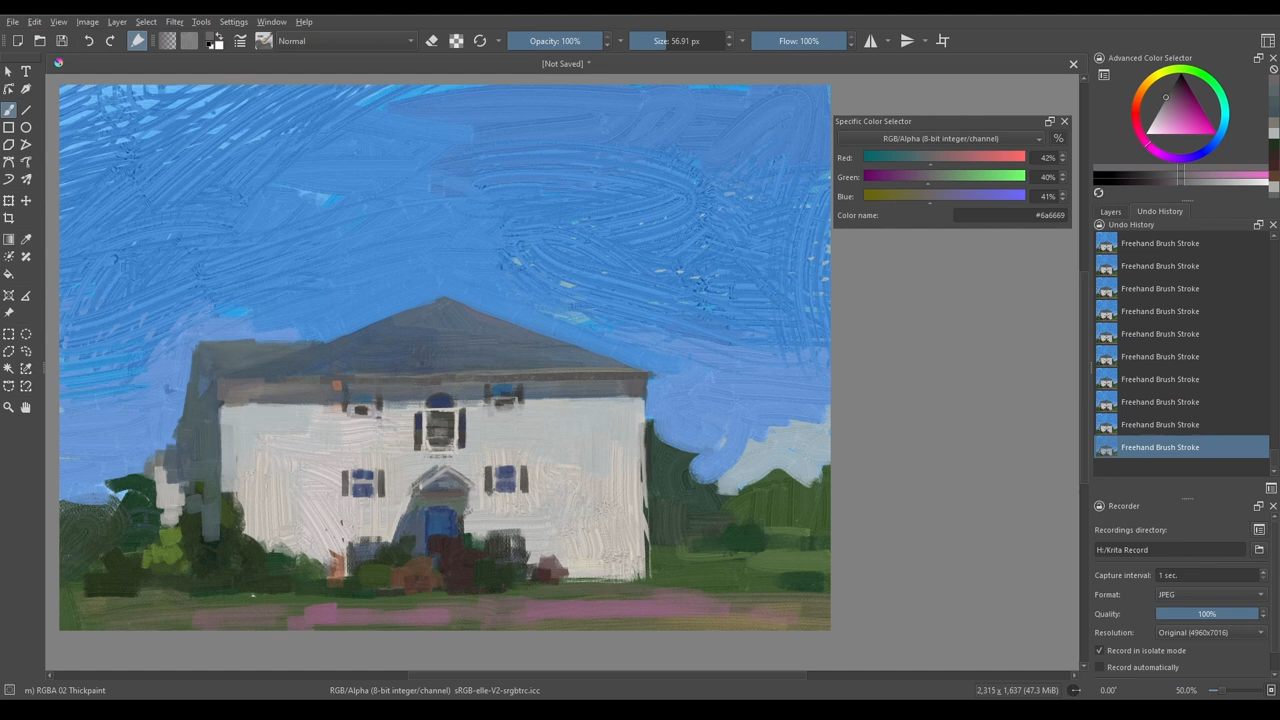 File Edit View Image Layer Select Filter Tools Settings Window Help
Normal Opacity: 100% Size: 56.91 px Flow: 100%
[Not Saved] *
Advanced Color Selector
Specific Color Selector
RGB/Alpha (8-bit integer/channel) %
Red: 42%
Green: 40%
Blue: 41%
Color name: #6a6669
Layers Undo History
Undo History
Freehand Brush Stroke
Freehand Brush Stroke
Freehand Brush Stroke
Freehand Brush Stroke
Freehand Brush Stroke
Freehand Brush Stroke
Freehand Brush Stroke
Freehand Brush Stroke
Freehand Brush Stroke
Freehand Brush Stroke
Recorder
Recordings directory:
H:/Krita Record
Capture interval: 1 sec.
Format: JPEG
Quality: 100%
Resolution: Original (4960x7016)
Record in isolate mode
Record automatically
m) RGBA 02 Thickpaint RGB/Alpha (8-bit integer/channel) sRGB-elle-V2-srgbtrc.icc 2,315 x 1,637 (47.3 MiB) 0.00° 50.0%